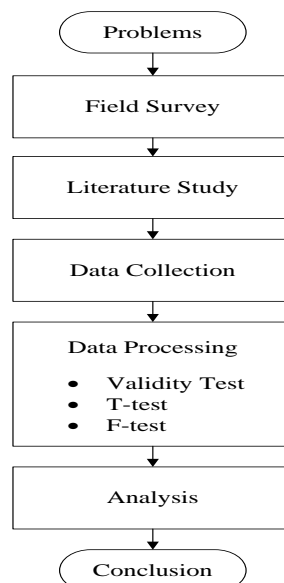 Problems
Field Survey
Literature Study
Data Collection
Data Processing
• Validity Test
• T-test
• F-test
Analysis
Conclusion